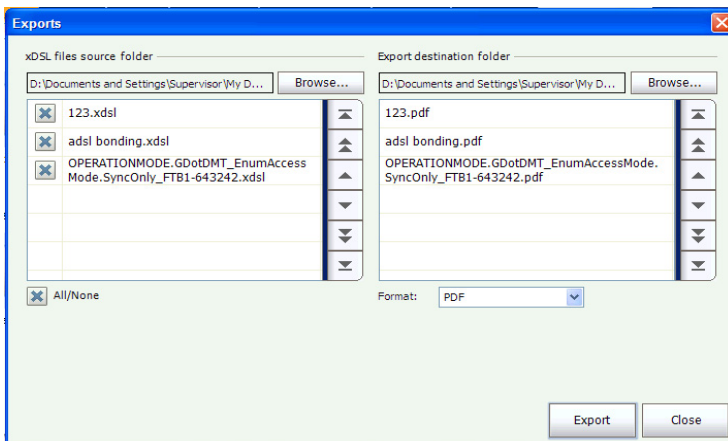 Exports
xDSL files source folder
D:\Documents and Settings\Supervisor\My D...
Browse...
123.xdsl
adsl bonding.xdsl
OPERATIONMODE.GDotDMT_EnumAccess
Mode.SyncOnly_FTB1-643242.xdsl
All/None
Export destination folder
D:\Documents and Settings\Supervisor\My D...
Browse...
123.pdf
adsl bonding.pdf
OPERATIONMODE.GDotDMT_EnumAccessMode.
SyncOnly_FTB1-643242.pdf
Format:
PDF
Export
Close